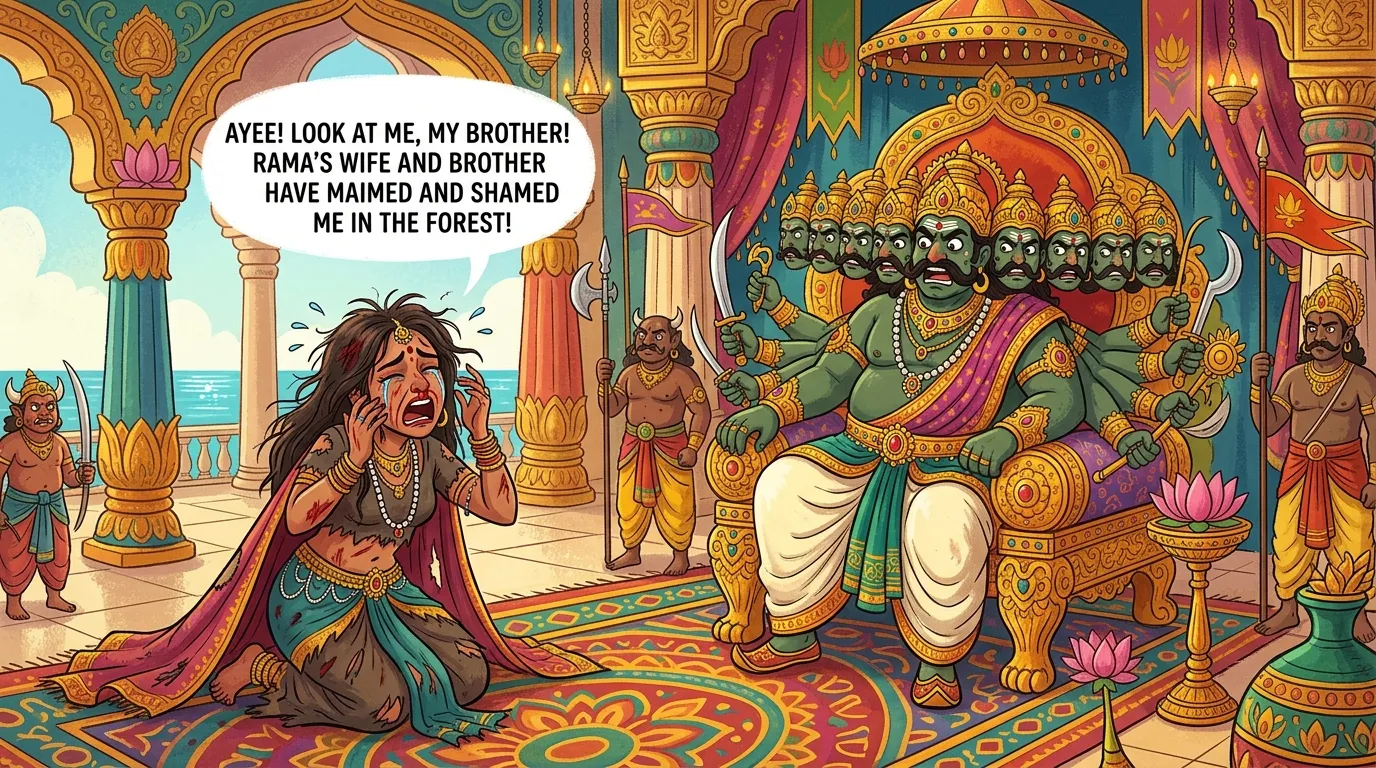 AYEE! LOOK AT ME, MY BROTHER!
RAMA'S WIFE AND BROTHER
HAVE MAIMED AND SHAMED
ME IN THE FOREST!